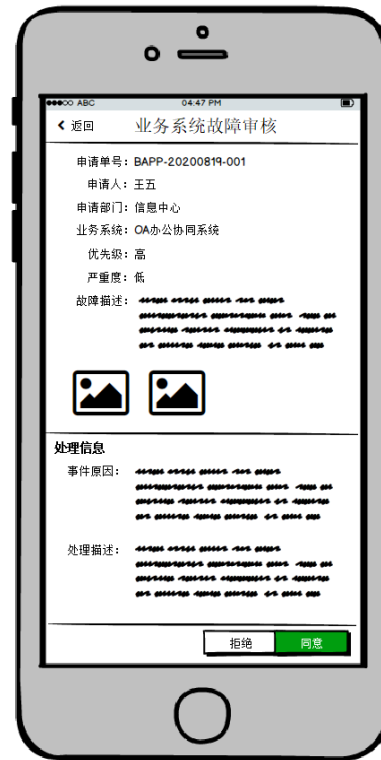 ABC 04:47 PM
返回 业务系统故障审核
申请单号：BAPP-20200819-001
申请人：王五
申请部门：信息中心
业务系统：OA办公协同系统
优先级：高
严重度：低
故障描述：
处理信息
事件原因：
处理描述：
拒绝 同意